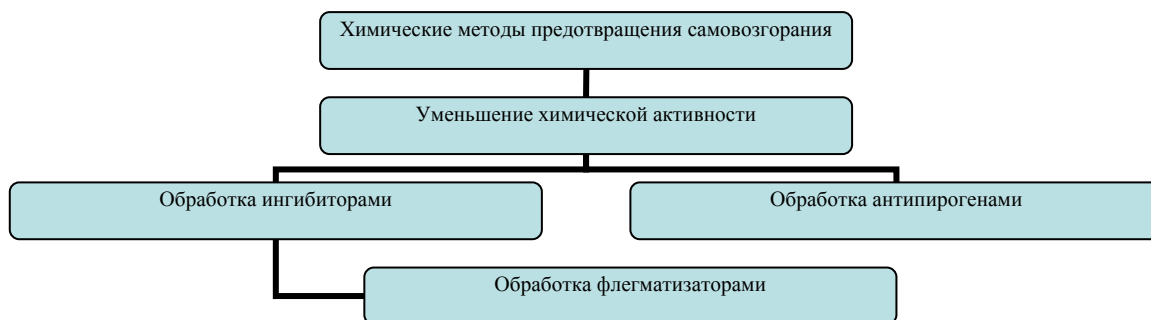 Химические методы предотвращения самовозгорания
Уменьшение химической активности
Обработка ингибиторами
Обработка антипирогенами
Обработка флегматизаторами